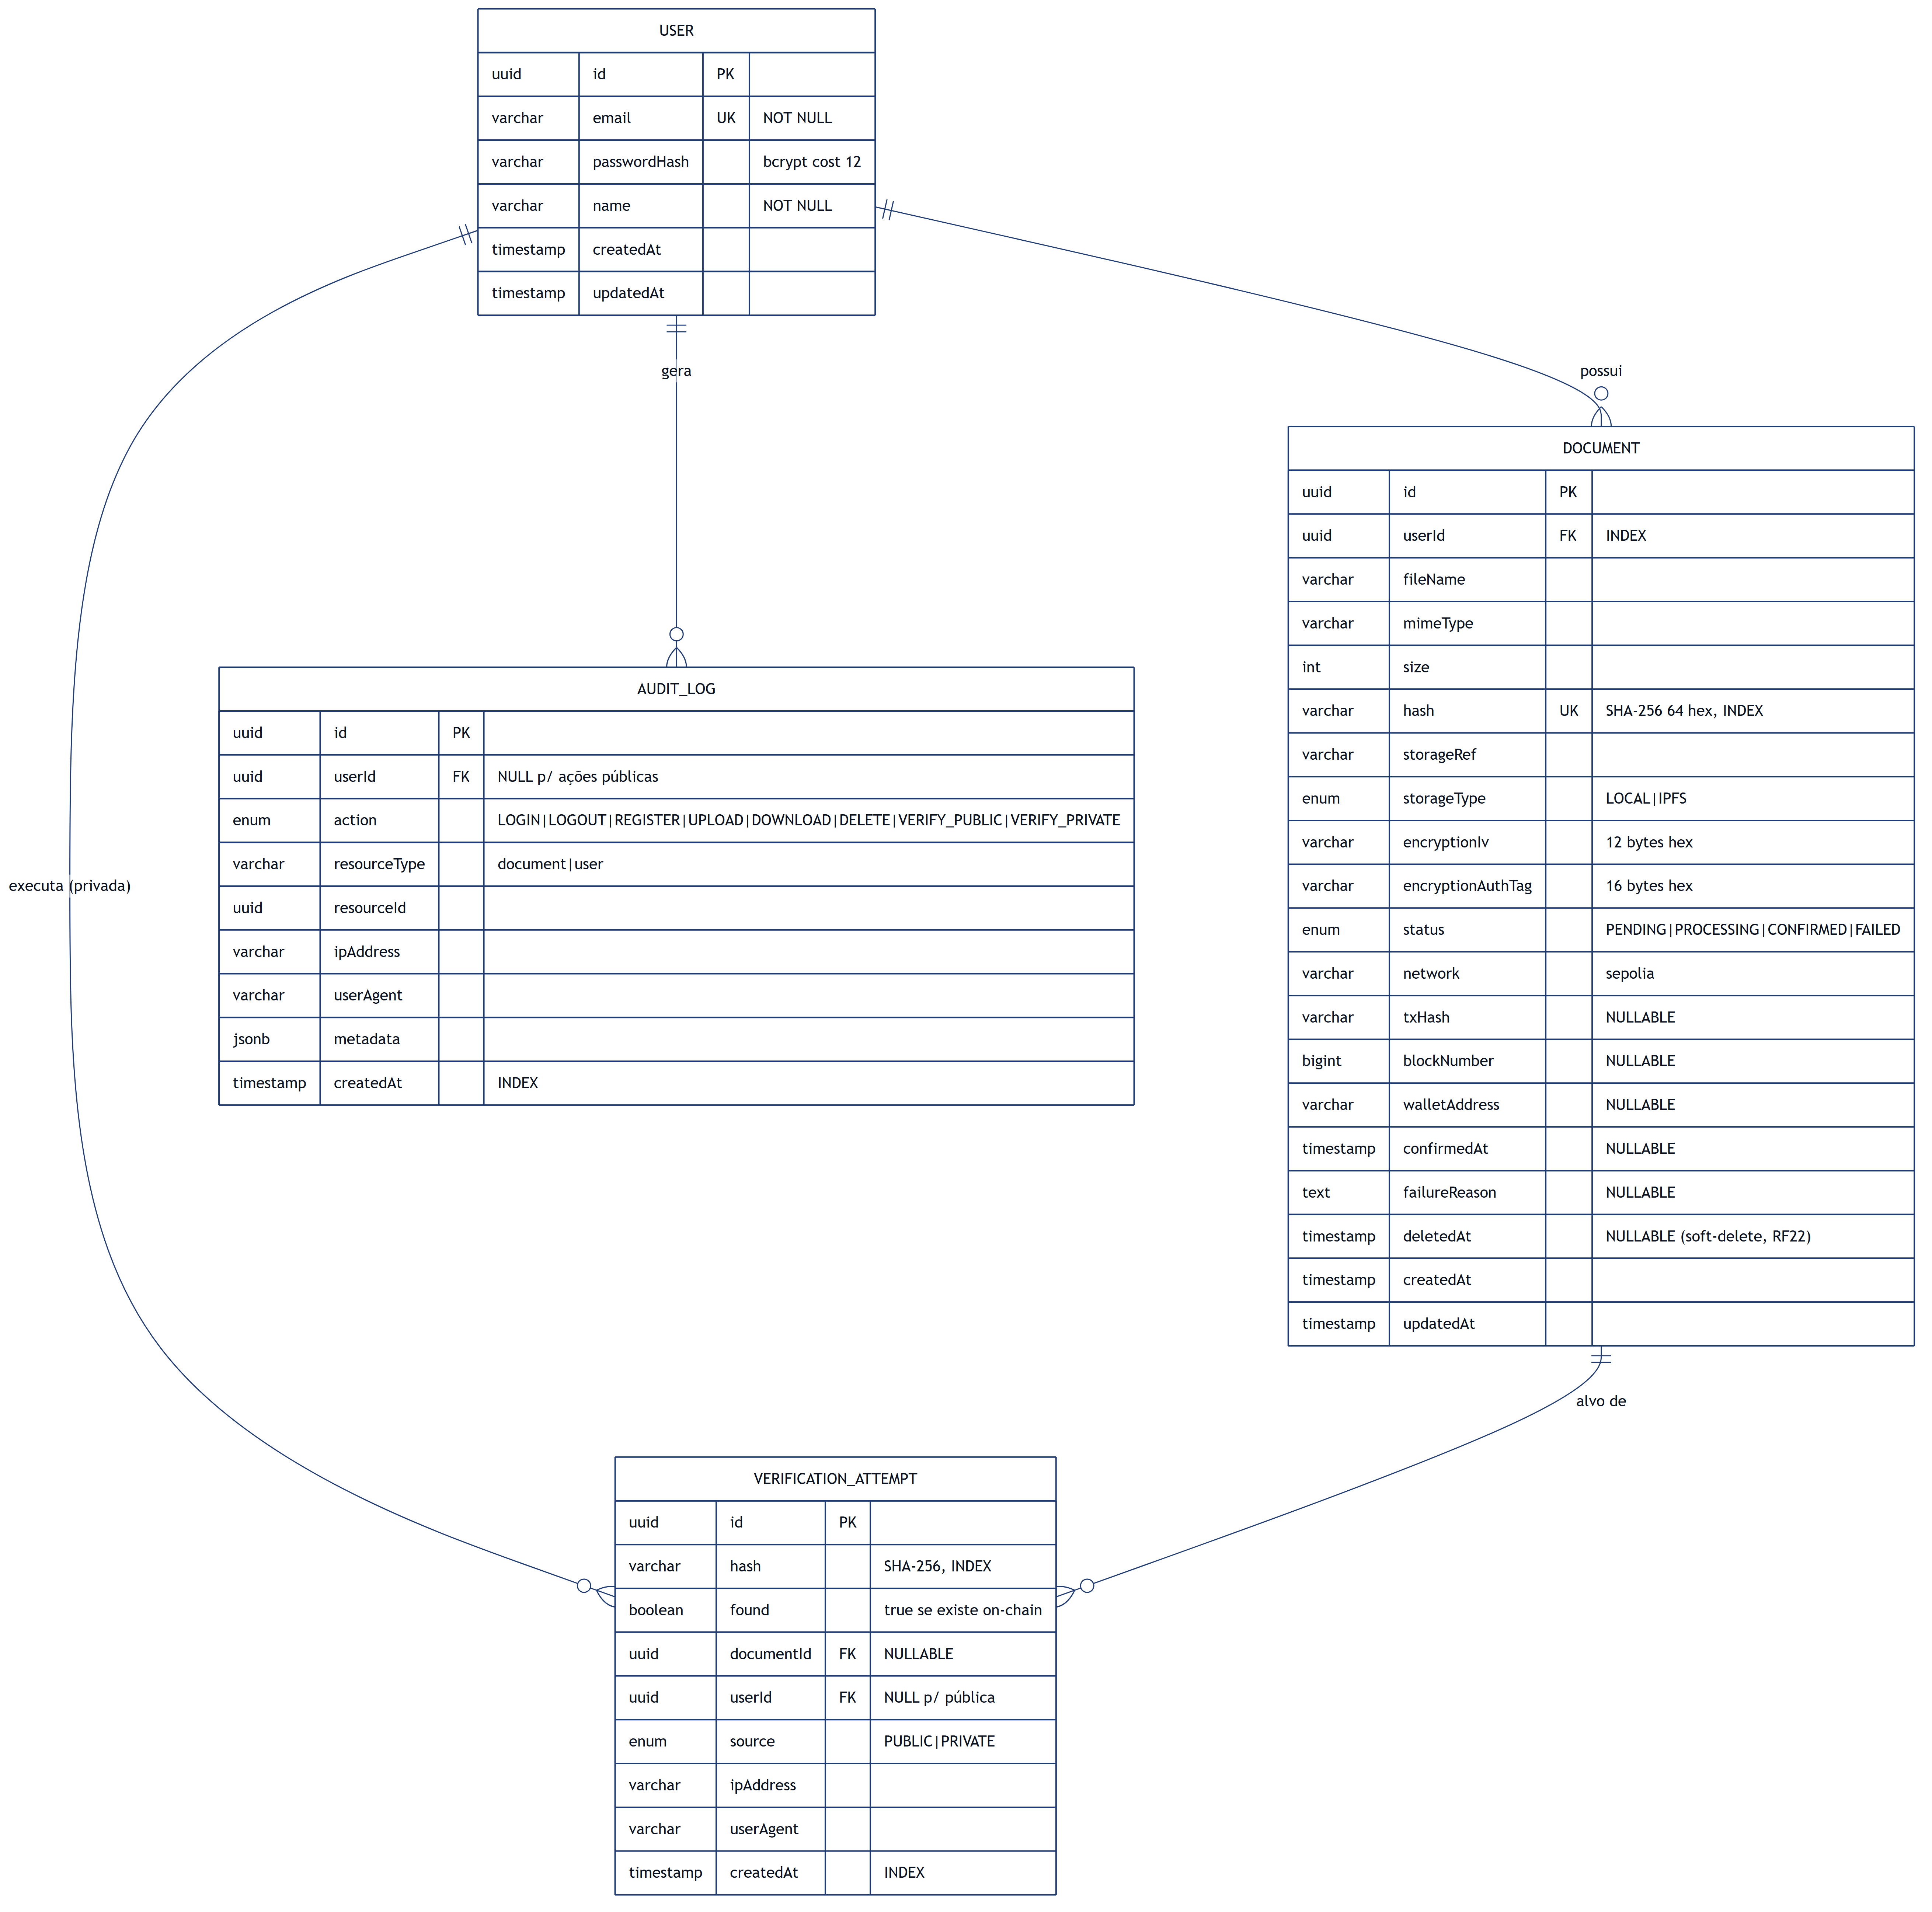 USER
uuid id PK
varchar email UK NOT NULL
varchar passwordHash bcrypt cost 12
varchar name NOT NULL
timestamp createdAt
timestamp updatedAt
gera
possui
DOCUMENT
uuid id PK
uuid userId FK INDEX
varchar fileName
varchar mimeType
int size
varchar hash UK SHA-256 64 hex, INDEX
varchar storageRef
enum storageType LOCAL|IPFS
varchar encryptionIv 12 bytes hex
varchar encryptionAuthTag 16 bytes hex
enum status PENDING|PROCESSING|CONFIRMED|FAILED
varchar network sepolia
varchar txHash NULLABLE
bigint blockNumber NULLABLE
varchar walletAddress NULLABLE
timestamp confirmedAt NULLABLE
text failureReason NULLABLE
timestamp deletedAt NULLABLE (soft-delete, RF22)
timestamp createdAt
timestamp updatedAt
AUDIT_LOG
uuid id PK
uuid userId FK NULL p/ ações públicas
enum action LOGIN|LOGOUT|REGISTER|UPLOAD|DOWNLOAD|DELETE|VERIFY_PUBLIC|VERIFY_PRIVATE
varchar resourceType document|user
uuid resourceId
varchar ipAddress
varchar userAgent
jsonb metadata
timestamp createdAt INDEX
executa (privada)
alvo de
VERIFICATION_ATTEMPT
uuid id PK
varchar hash SHA-256, INDEX
boolean found true se existe on-chain
uuid documentId FK NULLABLE
uuid userId FK NULL p/ pública
enum source PUBLIC|PRIVATE
varchar ipAddress
varchar userAgent
timestamp createdAt INDEX